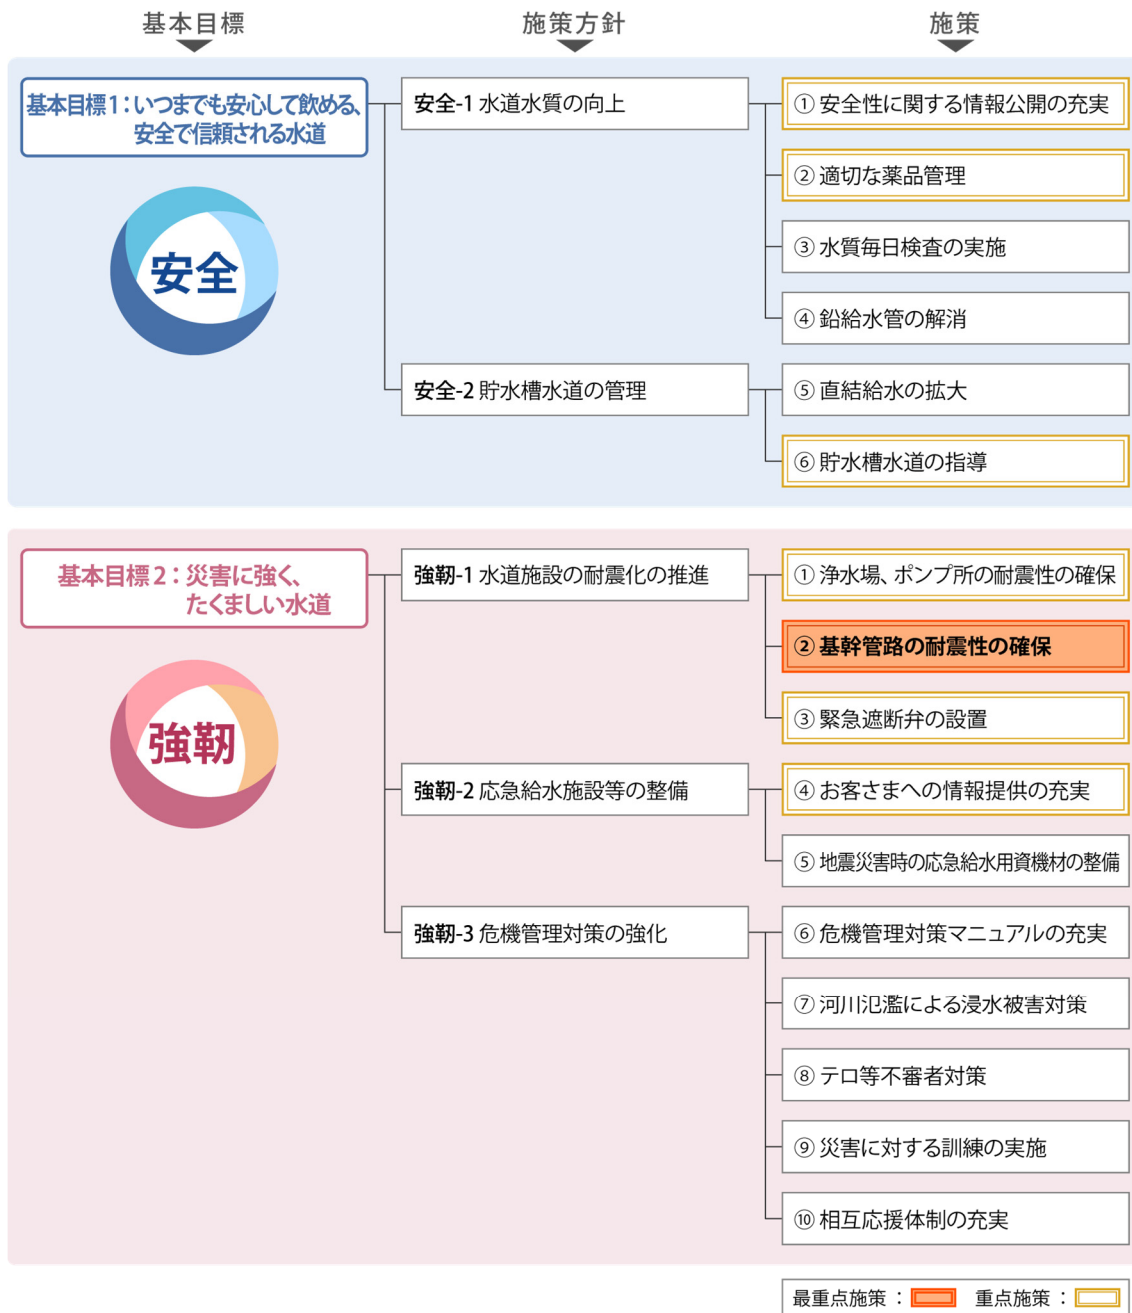 基本目標
施策方針
施策
基本目標1：いつまでも安心して飲める、
安全で信頼される水道
安全
安全-1 水道水質の向上
① 安全性に関する情報公開の充実
② 適切な薬品管理
③ 水質毎日検査の実施
④ 鉛給水管の解消
安全-2 貯水槽水道の管理
⑤ 直結給水の拡大
⑥ 貯水槽水道の指導
基本目標2：災害に強く、
たくましい水道
強靭
強靭-1 水道施設の耐震化の推進
① 浄水場、ポンプ所の耐震性の確保
② 基幹管路の耐震性の確保
③ 緊急遮断弁の設置
強靭-2 応急給水施設等の整備
④ お客さまへの情報提供の充実
⑤ 地震災害時の応急給水用資機材の整備
強靭-3 危機管理対策の強化
⑥ 危機管理対策マニュアルの充実
⑦ 河川氾濫による浸水被害対策
⑧ テロ等不審者対策
⑨ 災害に対する訓練の実施
⑩ 相互応援体制の充実
最重点施策： 重点施策：